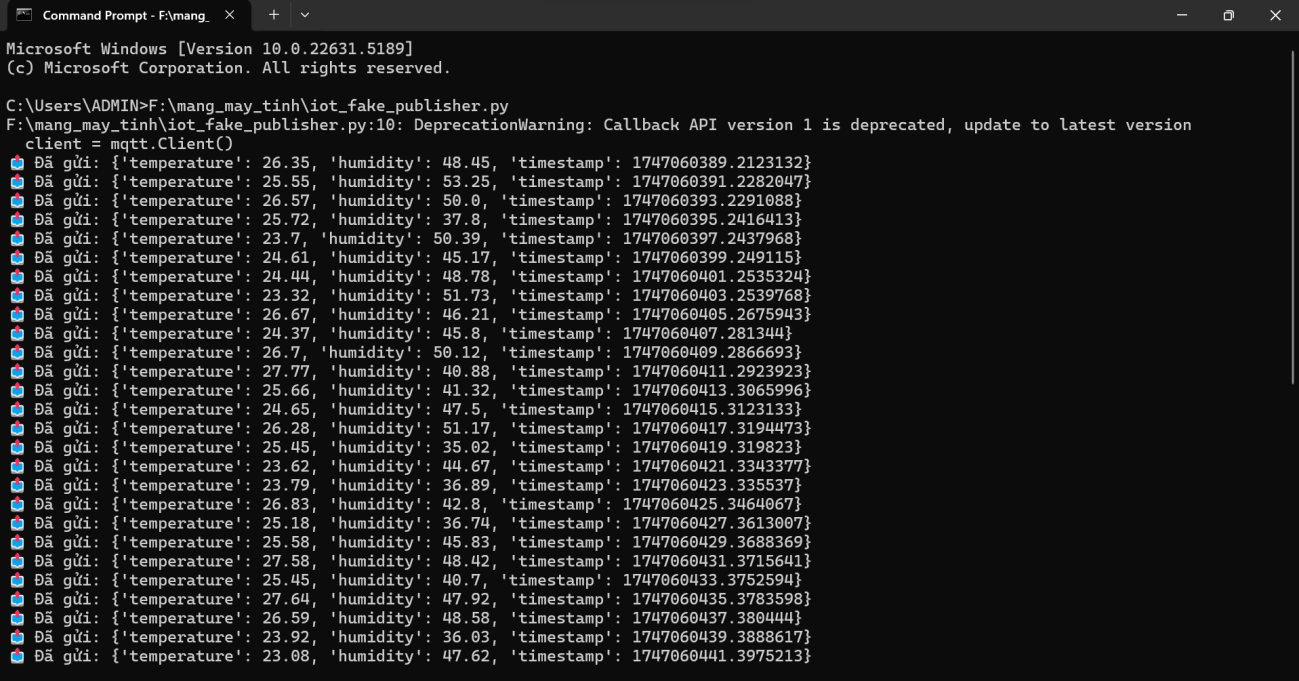 Command Prompt - F:\mang_
Microsoft Windows [Version 10.0.22631.5189]
(c) Microsoft Corporation. All rights reserved.
C:\Users\ADMIN>F:\mang_may_tinh\iot_fake_publisher.py
F:\mang_may_tinh\iot_fake_publisher.py:10: DeprecationWarning: Callback API version 1 is deprecated, update to latest version
  client = mqtt.Client()
📤 Đã gửi: {'temperature': 26.35, 'humidity': 48.45, 'timestamp': 1747060389.2123132}
📤 Đã gửi: {'temperature': 25.55, 'humidity': 53.25, 'timestamp': 1747060391.2282047}
📤 Đã gửi: {'temperature': 26.57, 'humidity': 50.0, 'timestamp': 1747060393.2291088}
📤 Đã gửi: {'temperature': 25.72, 'humidity': 37.8, 'timestamp': 1747060395.2416413}
📤 Đã gửi: {'temperature': 23.7, 'humidity': 50.39, 'timestamp': 1747060397.2437968}
📤 Đã gửi: {'temperature': 24.61, 'humidity': 45.17, 'timestamp': 1747060399.249115}
📤 Đã gửi: {'temperature': 24.44, 'humidity': 48.78, 'timestamp': 1747060401.2535324}
📤 Đã gửi: {'temperature': 23.32, 'humidity': 51.73, 'timestamp': 1747060403.2539768}
📤 Đã gửi: {'temperature': 26.67, 'humidity': 46.21, 'timestamp': 1747060405.2675943}
📤 Đã gửi: {'temperature': 24.37, 'humidity': 45.8, 'timestamp': 1747060407.281344}
📤 Đã gửi: {'temperature': 26.7, 'humidity': 50.12, 'timestamp': 1747060409.2866693}
📤 Đã gửi: {'temperature': 27.77, 'humidity': 40.88, 'timestamp': 1747060411.2923923}
📤 Đã gửi: {'temperature': 25.66, 'humidity': 41.32, 'timestamp': 1747060413.3065996}
📤 Đã gửi: {'temperature': 24.65, 'humidity': 47.5, 'timestamp': 1747060415.3123133}
📤 Đã gửi: {'temperature': 26.28, 'humidity': 51.17, 'timestamp': 1747060417.3194473}
📤 Đã gửi: {'temperature': 25.45, 'humidity': 35.02, 'timestamp': 1747060419.319823}
📤 Đã gửi: {'temperature': 23.62, 'humidity': 44.67, 'timestamp': 1747060421.3343377}
📤 Đã gửi: {'temperature': 23.79, 'humidity': 36.89, 'timestamp': 1747060423.335537}
📤 Đã gửi: {'temperature': 26.83, 'humidity': 42.8, 'timestamp': 1747060425.3464067}
📤 Đã gửi: {'temperature': 25.18, 'humidity': 36.74, 'timestamp': 1747060427.3613007}
📤 Đã gửi: {'temperature': 25.58, 'humidity': 45.83, 'timestamp': 1747060429.3688369}
📤 Đã gửi: {'temperature': 27.58, 'humidity': 48.42, 'timestamp': 1747060431.3715641}
📤 Đã gửi: {'temperature': 25.45, 'humidity': 40.7, 'timestamp': 1747060433.3752594}
📤 Đã gửi: {'temperature': 27.64, 'humidity': 47.92, 'timestamp': 1747060435.3783598}
📤 Đã gửi: {'temperature': 26.59, 'humidity': 48.58, 'timestamp': 1747060437.380444}
📤 Đã gửi: {'temperature': 23.92, 'humidity': 36.03, 'timestamp': 1747060439.3888617}
📤 Đã gửi: {'temperature': 23.08, 'humidity': 47.62, 'timestamp': 1747060441.3975213}